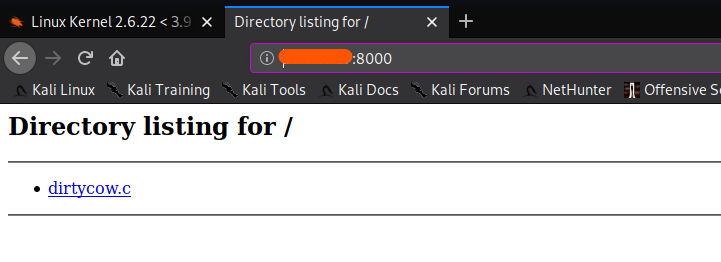 Linux Kernel 2.6.22 < 3.9
Directory listing for /
:8000
Kali Linux
Kali Training
Kali Tools
Kali Docs
Kali Forums
NetHunter
Offensive Se
Directory listing for /
dirtycow.c